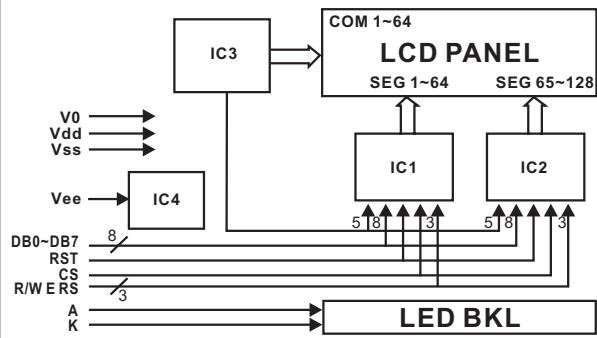 COM 1~64
IC3
LCD PANEL
SEG 1~64 SEG 65~128
V0
Vdd
Vss
IC1 IC2
Vee IC4
5 8 3 5 8 3
DB0~DB7 8
RST
CS
R/W E RS 3
A
K
LED BKL